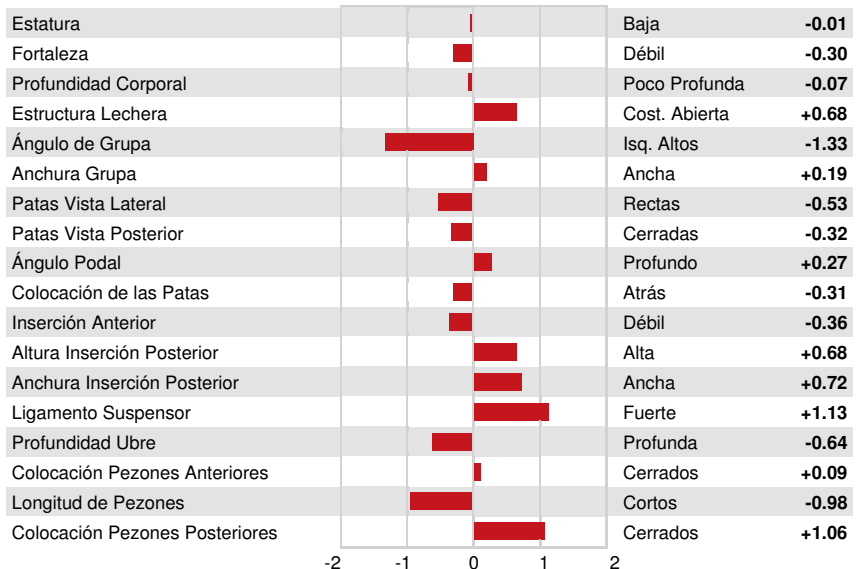 Estatura Baja -0.01
Fortaleza Débil -0.30
Profundidad Corporal Poco Profunda -0.07
Estructura Lechera Cost. Abierta +0.68
Ángulo de Grupa Isq. Altos -1.33
Anchura Grupa Ancha +0.19
Patas Vista Lateral Rectas -0.53
Patas Vista Posterior Cerradas -0.32
Ángulo Podal Profundo +0.27
Colocación de las Patas Atrás -0.31
Inserción Anterior Débil -0.36
Altura Inserción Posterior Alta +0.68
Anchura Inserción Posterior Ancha +0.72
Ligamento Suspensor Fuerte +1.13
Profundidad Ubre Profunda -0.64
Colocación Pezones Anteriores Cerrados +0.09
Longitud de Pezones Cortos -0.98
Colocación Pezones Posteriores Cerrados +1.06
-2 -1 0 1 2